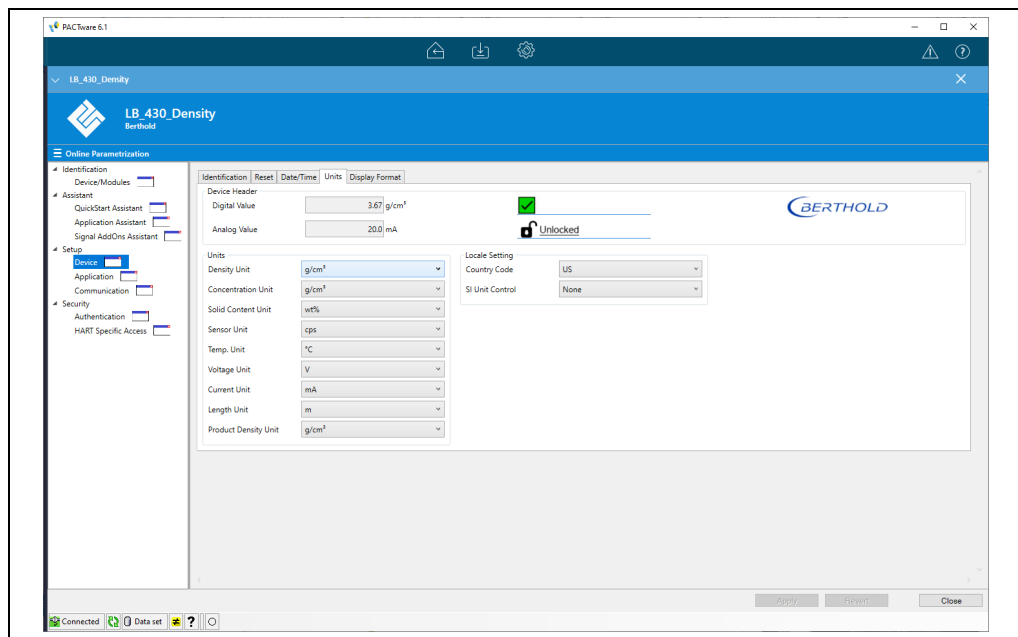 PACTware 6.1
LB_430_Density
LB_430_Density
Berthold
Online Parametrization
Identification
Device/Modules
Assistant
QuickStart Assistant
Application Assistant
Signal AddOns Assistant
Setup
Device
Application
Communication
Security
Authentication
HART Specific Access
Identification Reset Date/Time Units Display Format
Device Header
Digital Value 3.67 g/cm³
Analog Value 20.0 mA
Unlocked
BERTHOLD
Units
Density Unit g/cm³
Concentration Unit g/cm³
Solid Content Unit wt%
Sensor Unit cps
Temp. Unit °C
Voltage Unit V
Current Unit mA
Length Unit m
Product Density Unit g/cm³
Locale Setting
Country Code US
SI Unit Control None
Apply Revert Close
Connected Data set